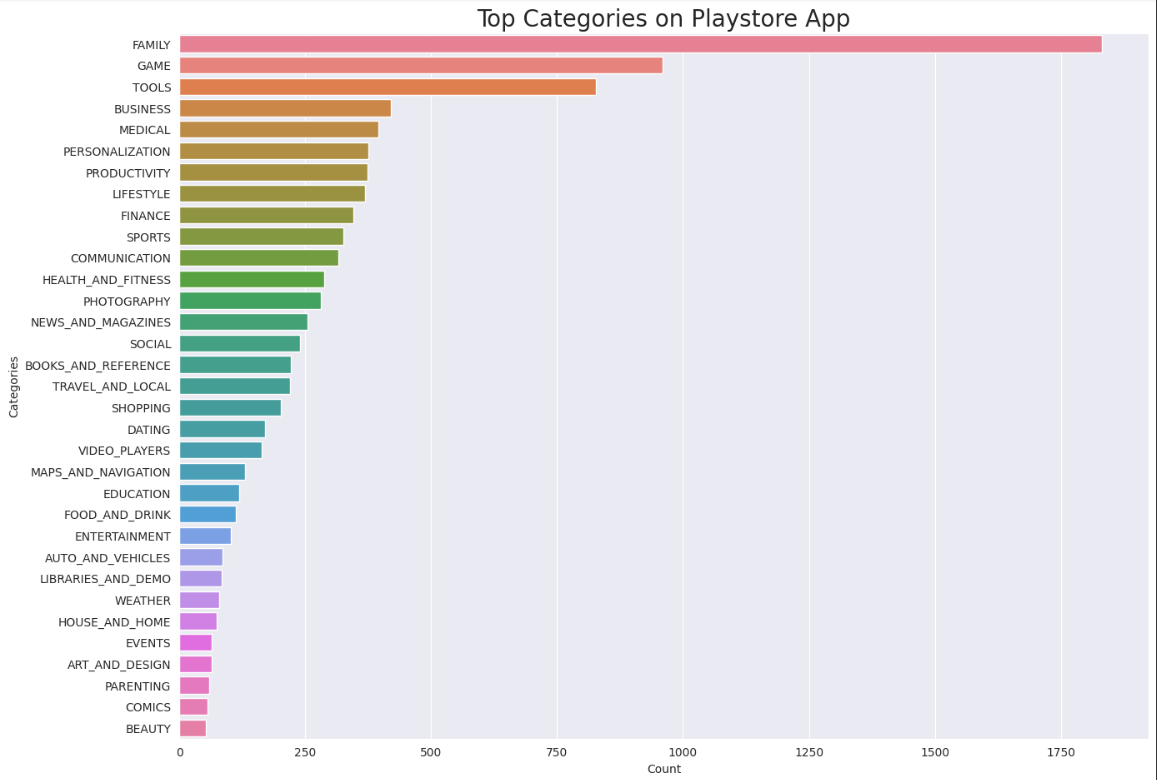 Top Categories on Playstore App
FAMILY
GAME
TOOLS
BUSINESS
MEDICAL
PERSONALIZATION
PRODUCTIVITY
LIFESTYLE
FINANCE
SPORTS
COMMUNICATION
HEALTH_AND_FITNESS
PHOTOGRAPHY
NEWS_AND_MAGAZINES
SOCIAL
BOOKS_AND_REFERENCE
TRAVEL_AND_LOCAL
SHOPPING
DATING
VIDEO_PLAYERS
MAPS_AND_NAVIGATION
EDUCATION
FOOD_AND_DRINK
ENTERTAINMENT
AUTO_AND_VEHICLES
LIBRARIES_AND_DEMO
WEATHER
HOUSE_AND_HOME
EVENTS
ART_AND_DESIGN
PARENTING
COMICS
BEAUTY
Categories
0 250 500 750 1000 1250 1500 1750
Count